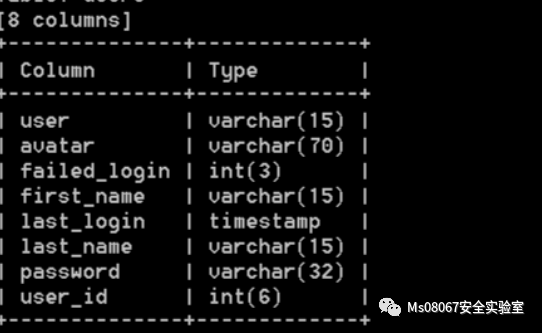 [8 columns]
+--------------+-------------+
| Column       | Type        |
+--------------+-------------+
| user         | varchar(15) |
| avatar       | varchar(70) |
| failed_login | int(3)      |
| first_name   | varchar(15) |
| last_login   | timestamp   |
| last_name    | varchar(15) |
| password     | varchar(32) |
| user_id      | int(6)      |
+--------------+-------------+
Ms08067安全实验室